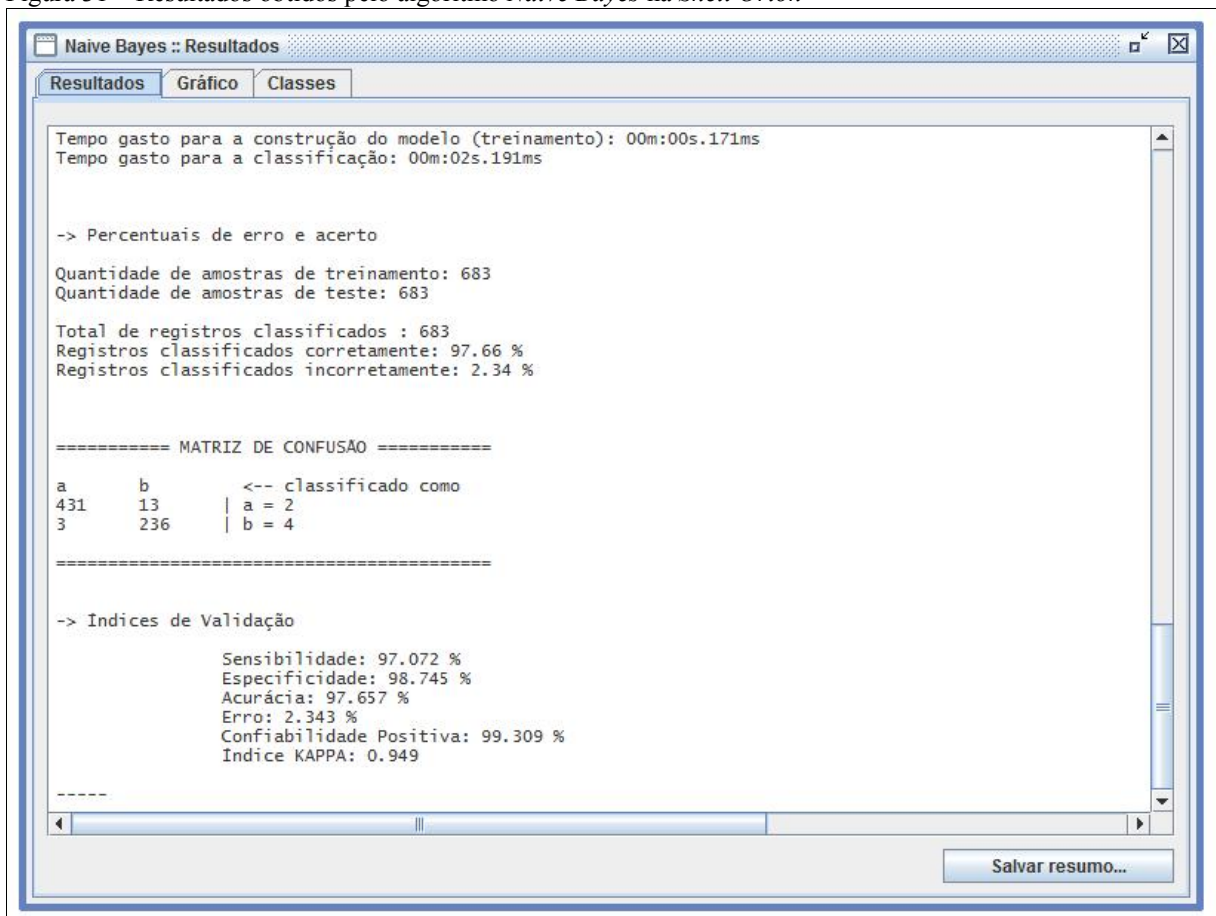 Naive Bayes :: Resultados
Resultados Gráfico Classes
Tempo gasto para a construção do modelo (treinamento): 00m:00s.171ms
Tempo gasto para a classificação: 00m:02s.191ms
-> Percentuais de erro e acerto
Quantidade de amostras de treinamento: 683
Quantidade de amostras de teste: 683
Total de registros classificados : 683
Registros classificados corretamente: 97.66 %
Registros classificados incorretamente: 2.34 %
=========== MATRIZ DE CONFUSÃO ===========
a b <-- classificado como
431 13 | a = 2
3 236 | b = 4
==========================================
-> Índices de Validação
Sensibilidade: 97.072 %
Especificidade: 98.745 %
Acurácia: 97.657 %
Erro: 2.343 %
Confiabilidade Positiva: 99.309 %
Índice KAPPA: 0.949
-----
Salvar resumo...